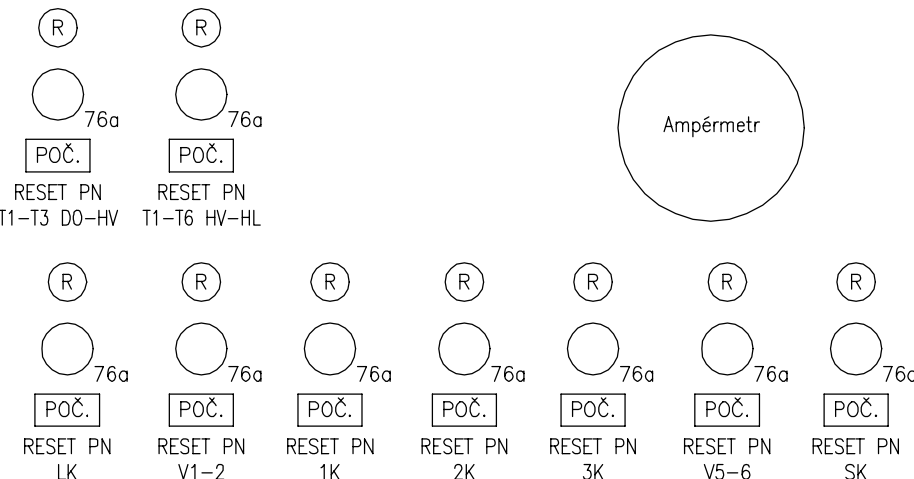 R R
76a 76a
Ampérmetr
POČ. POČ.
RESET PN RESET PN
T1-T3 DO-HV T1-T6 HV-HL
R R R R R R R
76a 76a 76a 76a 76a 76a 76a
POČ. POČ. POČ. POČ. POČ. POČ. POČ.
RESET PN RESET PN RESET PN RESET PN RESET PN RESET PN RESET PN
LK V1-2 1K 2K 3K V5-6 SK